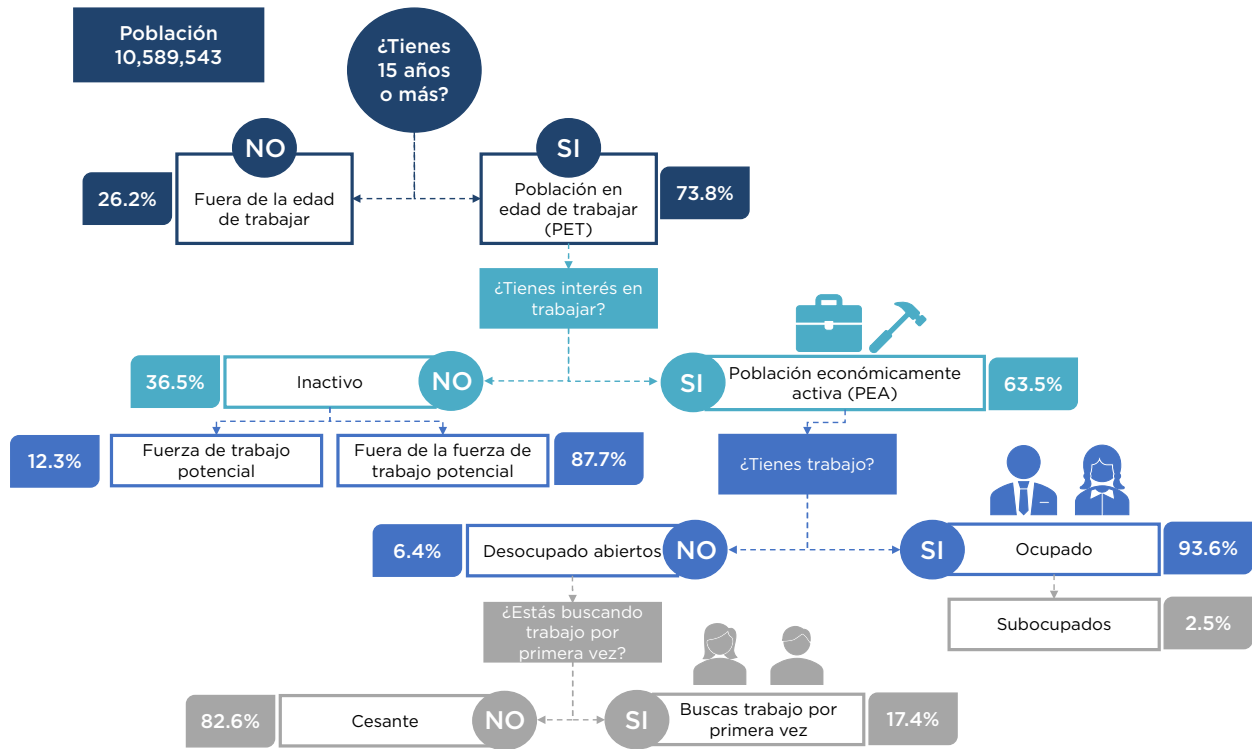 Población
10,589,543
¿Tienes
15 años
o más?
NO
SI
26.2%
Fuera de la edad
de trabajar
Población en
edad de trabajar
(PET)
73.8%
¿Tienes interés en
trabajar?
36.5%
Inactivo
NO
SI
Población económicamente
activa (PEA)
63.5%
12.3%
Fuerza de trabajo
potencial
Fuera de la fuerza de
trabajo potencial
87.7%
¿Tienes trabajo?
6.4%
Desocupado abiertos
NO
SI
Ocupado
93.6%
¿Estás buscando
trabajo por
primera vez?
Subocupados
2.5%
82.6%
Cesante
NO
SI
Buscas trabajo por
primera vez
17.4%